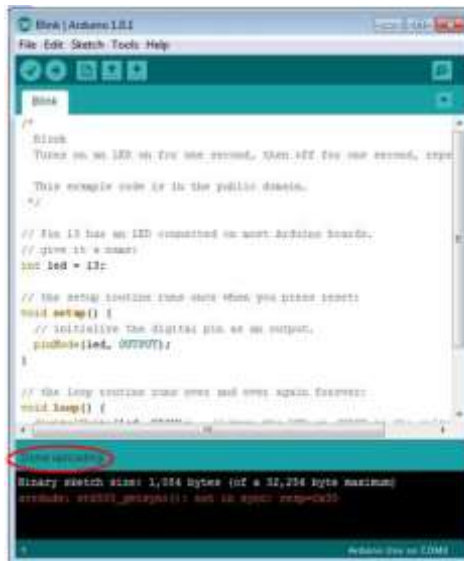 Blink | Arduino 1.0.1
File Edit Sketch Tools Help
Blink
/*
Blink
Turns on an LED on for one second, then off for one second, repe
This example code is in the public domain.
*/
// Pin 13 has an LED connected on most Arduino boards.
// give it a name:
int led = 13;
// the setup routine runs once when you press reset:
void setup() {
// initialize the digital pin as an output.
pinMode(led, OUTPUT);
}
// the loop routine runs over and over again forever:
void loop() {
Done uploading
Binary sketch size: 1,084 bytes (of a 32,256 byte maximum)
avrdude: stk500_getsync(): not in sync: resp=0x30
Arduino Uno on